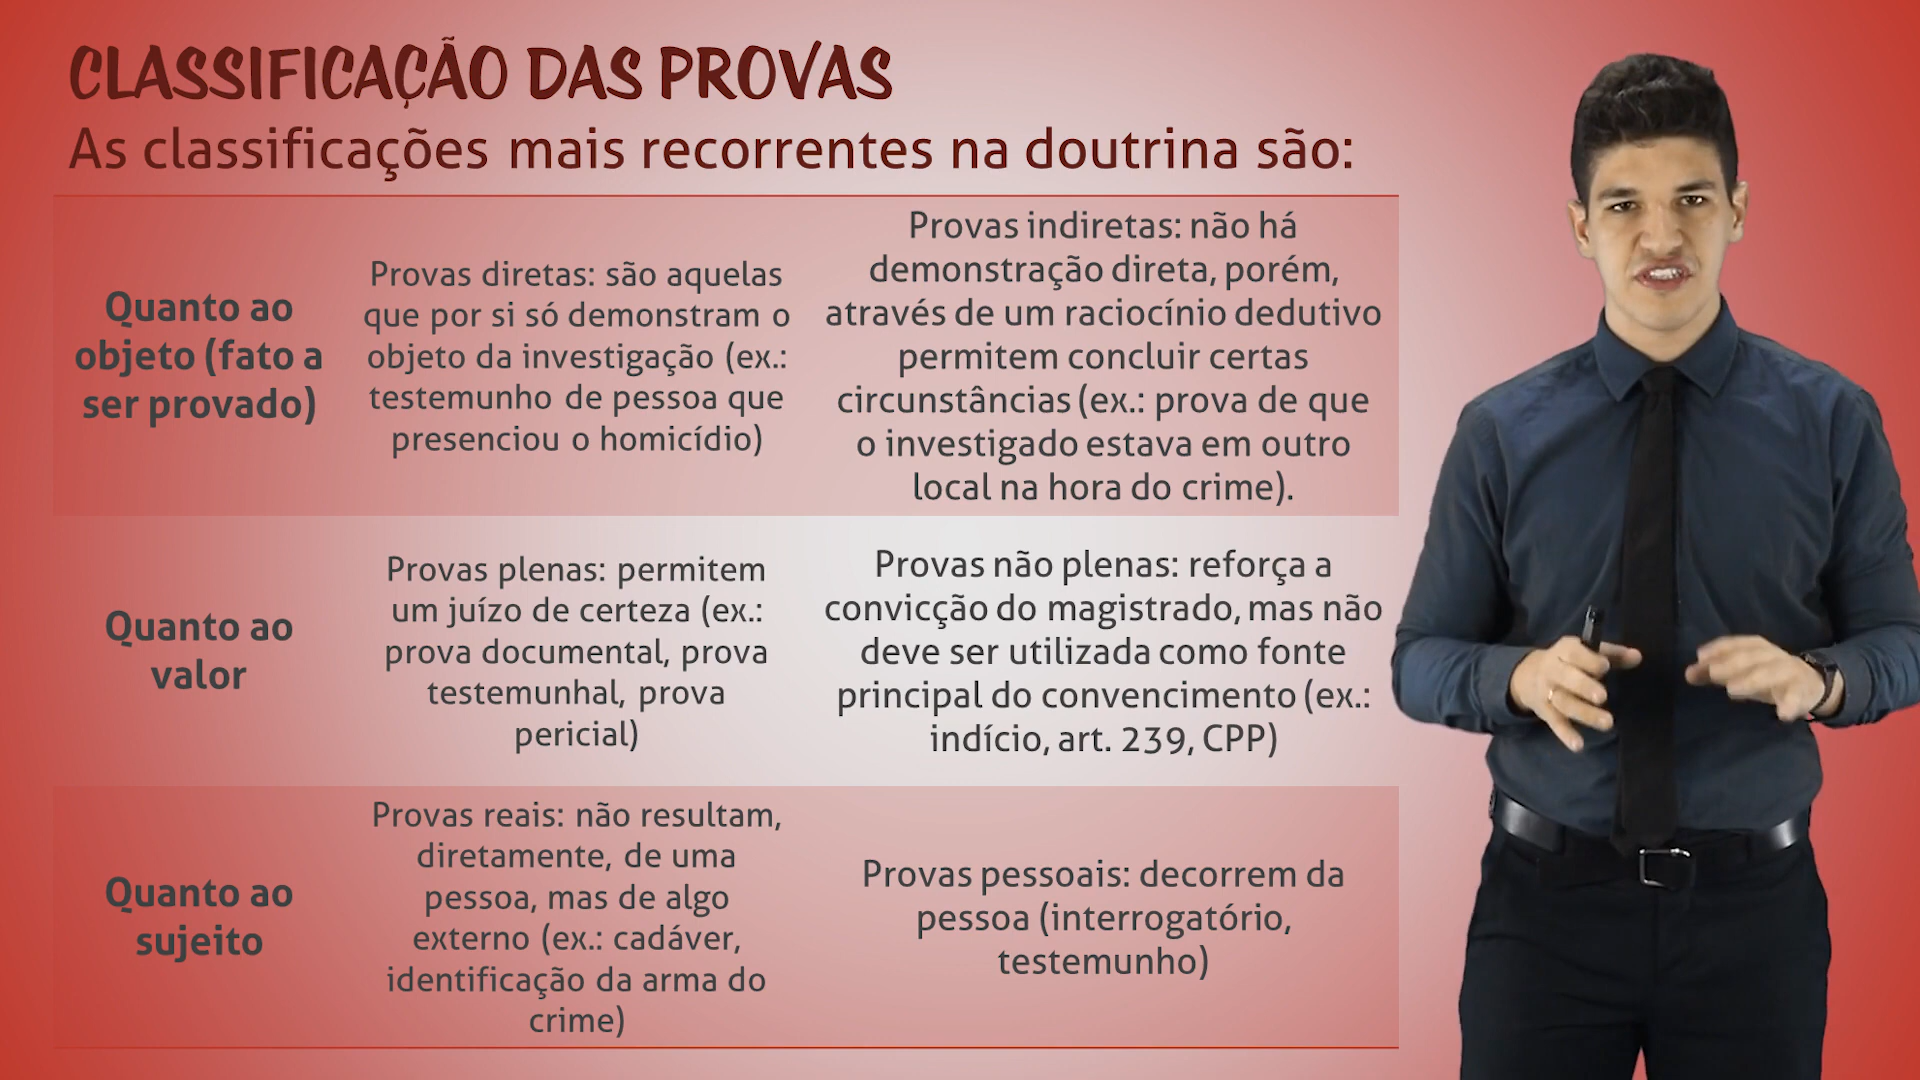 CLASSIFICAÇÃO DAS PROVAS
As classificações mais recorrentes na doutrina são:
Quanto ao
objeto (fato a
ser provado)
Provas diretas: são aquelas
que por si só demonstram o
objeto da investigação (ex.:
testemunho de pessoa que
presenciou o homicídio)
Provas indiretas: não há
demonstração direta, porém,
através de um raciocínio dedutivo
permitem concluir certas
circunstâncias (ex.: prova de que
o investigado estava em outro
local na hora do crime).
Quanto ao
valor
Provas plenas: permitem
um juízo de certeza (ex.:
prova documental, prova
testemunhal, prova
pericial)
Provas não plenas: reforça a
convicção do magistrado, mas não
deve ser utilizada como fonte
principal do convencimento (ex.:
indício, art. 239, CPP)
Quanto ao
sujeito
Provas reais: não resultam,
diretamente, de uma
pessoa, mas de algo
externo (ex.: cadáver,
identificação da arma do
crime)
Provas pessoais: decorrem da
pessoa (interrogatório,
testemunho)